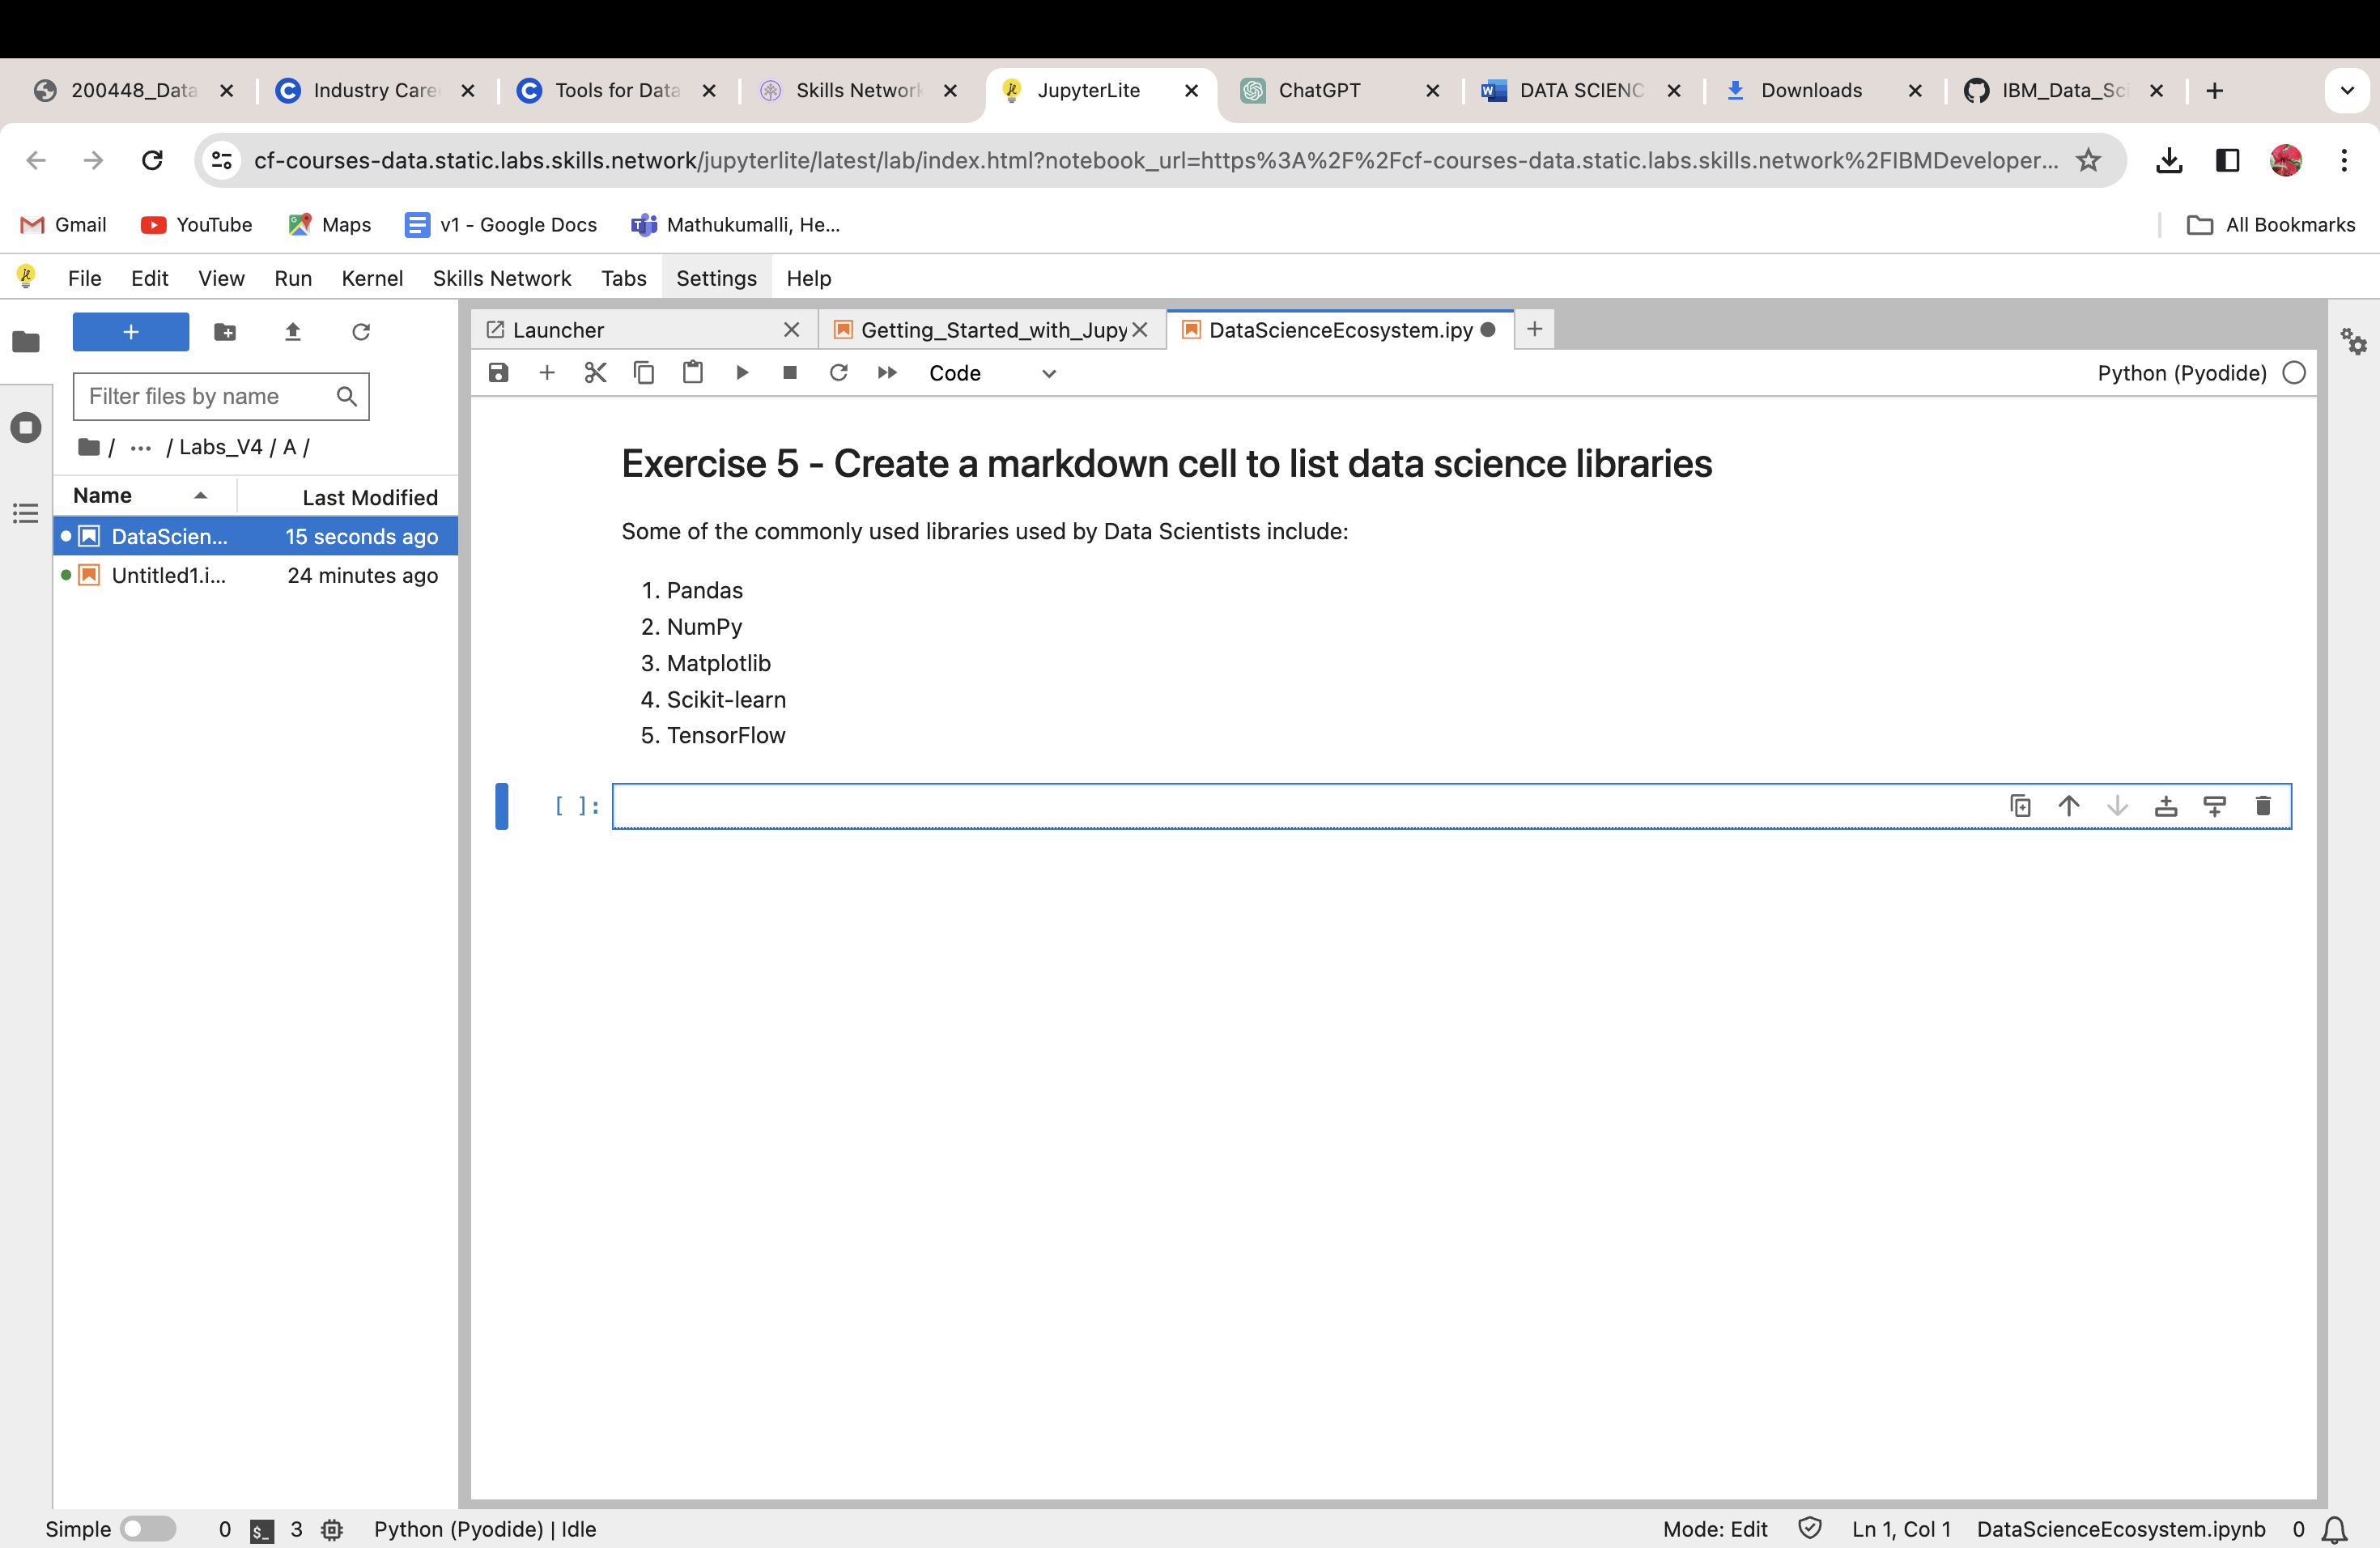 200448_Data
Industry Care
Tools for Data
Skills Network
JupyterLite
ChatGPT
DATA SCIENC
Downloads
IBM_Data_Sci
cf-courses-data.static.labs.skills.network/jupyterlite/latest/lab/index.html?notebook_url=https%3A%2F%2Fcf-courses-data.static.labs.skills.network%2FIBMDeveloper...
Gmail
YouTube
Maps
v1 - Google Docs
Mathukumalli, He...
All Bookmarks
File Edit View Run Kernel Skills Network Tabs Settings Help
Launcher
Getting_Started_with_Jupy
DataScienceEcosystem.ipy
Code
Python (Pyodide)
Filter files by name
/ ... / Labs_V4 / A /
Name Last Modified
DataScien... 15 seconds ago
Untitled1.i... 24 minutes ago
Exercise 5 - Create a markdown cell to list data science libraries
Some of the commonly used libraries used by Data Scientists include:
1. Pandas
2. NumPy
3. Matplotlib
4. Scikit-learn
5. TensorFlow
[ ]:
Simple 0 $_ 3 Python (Pyodide) | Idle
Mode: Edit Ln 1, Col 1 DataScienceEcosystem.ipynb 0